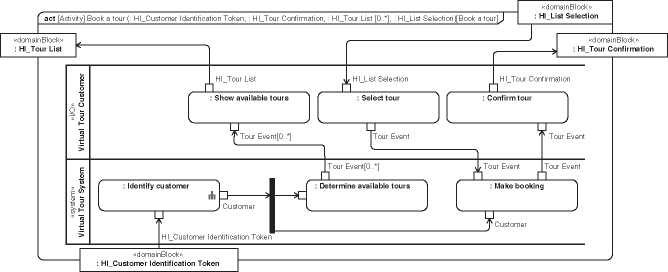 «domainBlock»
: HI_List Selection
act [Activity] Book a tour ( : HI_Customer Identification Token, : HI_Tour Confirmation, : HI_Tour List [0..*], : HI_List Selection [ Book a tour]
«domainBlock»
: HI_Tour List
«domainBlock»
: HI_Tour Confirmation
HI_Tour List
HI_List Selection
HI_Tour Confirmation
«I/O»
Virtual Tour Customer
: Show available tours
: Select tour
: Confirm tour
Tour Event[0..*]
Tour Event
Tour Event
Tour Event[0..*]
Tour Event
Tour Event
«system»
Virtual Tour System
: Identify customer
: Determine available tours
: Make booking
Customer
Customer
HI_Customer Identification Token
«domainBlock»
: HI_Customer Identification Token